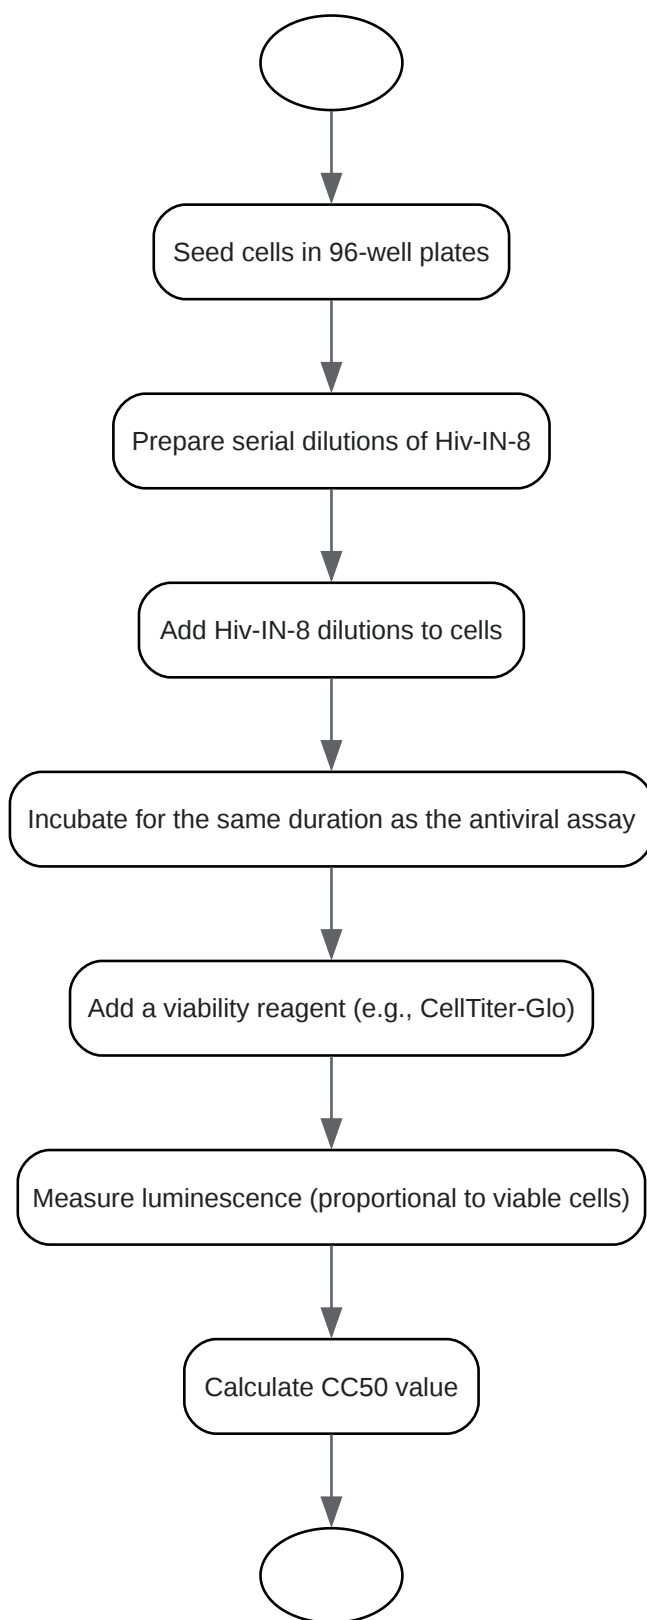 Seed cells in 96-well plates
Prepare serial dilutions of Hiv-IN-8
Add Hiv-IN-8 dilutions to cells
Incubate for the same duration as the antiviral assay
Add a viability reagent (e.g., CellTiter-Glo)
Measure luminescence (proportional to viable cells)
Calculate CC50 value